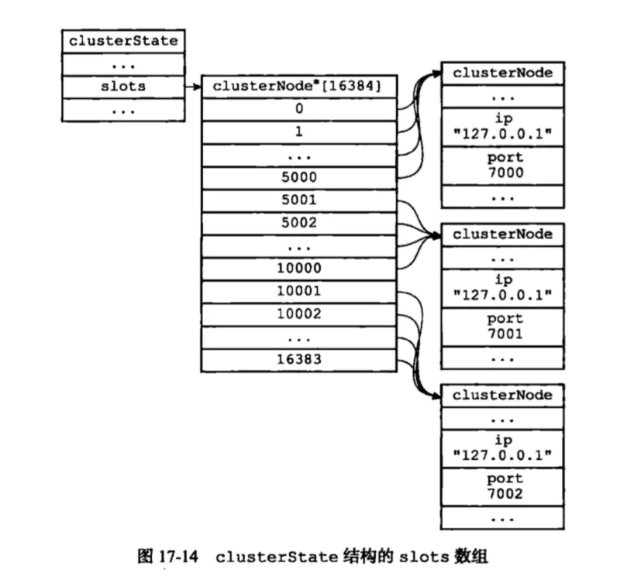 clusterState
...
slots
...
clusterNode*[16384]
0
1
...
5000
5001
5002
...
10000
10001
10002
...
16383
clusterNode
...
ip
"127.0.0.1"
port
7000
...
clusterNode
...
ip
"127.0.0.1"
port
7001
...
clusterNode
...
ip
"127.0.0.1"
port
7002
...
图 17-14 clusterState 结构的 slots 数组